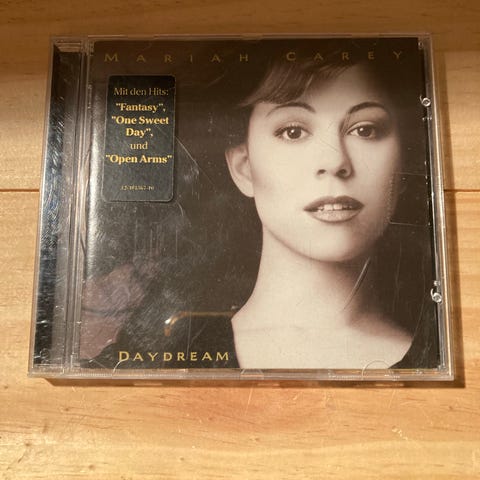 MARIAH CAREY
Mit den Hits:
"Fantasy",
"One Sweet
Day",
und
"Open Arms"
DAYDREAM